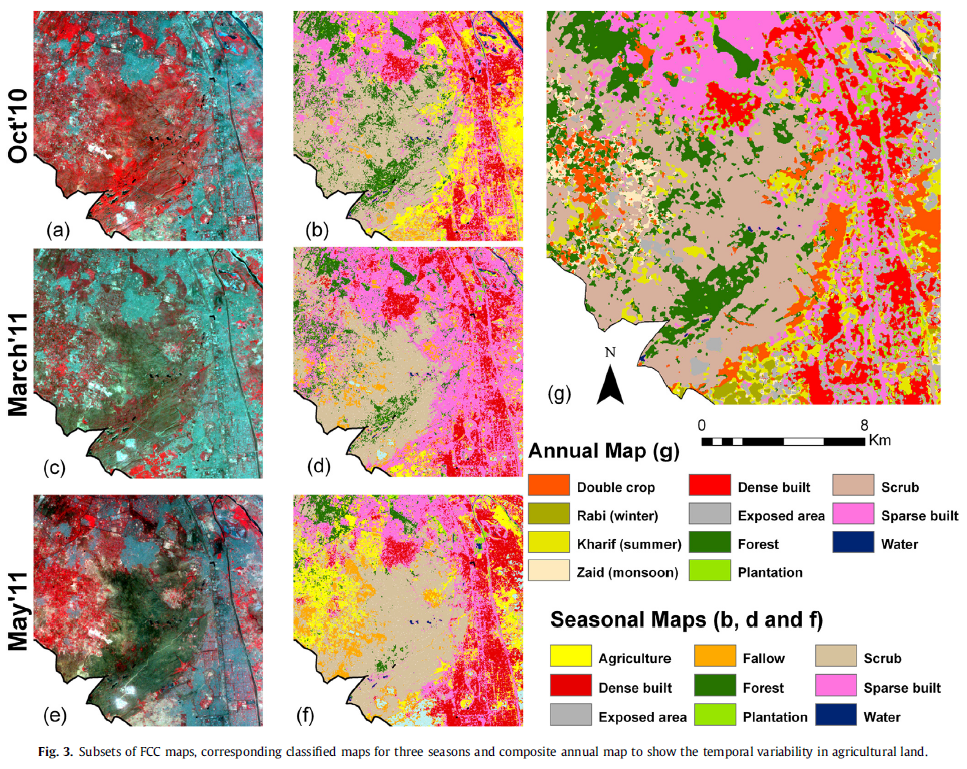 Oct'10
(a)
(b)
March'11
(c)
(d)
May'11
(e)
(f)
(g)
N
0 8
Km
Annual Map (g)
Double crop Dense built Scrub
Rabi (winter) Exposed area Sparse built
Kharif (summer) Forest Water
Zaid (monsoon) Plantation
Seasonal Maps (b, d and f)
Agriculture Fallow Scrub
Dense built Forest Sparse built
Exposed area Plantation Water
Fig. 3. Subsets of FCC maps, corresponding classified maps for three seasons and composite annual map to show the temporal variability in agricultural land.